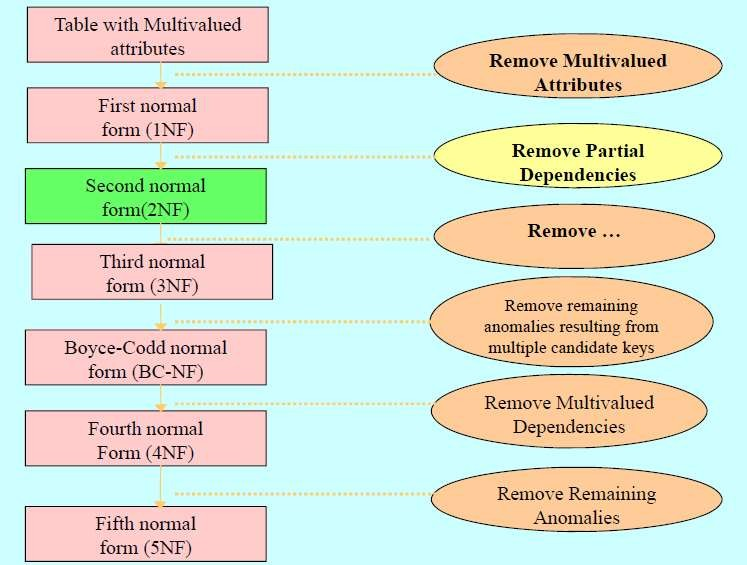 Table with Multivalued
attributes
Remove Multivalued
Attributes
First normal
form (1NF)
Remove Partial
Dependencies
Second normal
form(2NF)
Remove …
Third normal
form (3NF)
Remove remaining
anomalies resulting from
multiple candidate keys
Boyce-Codd normal
form (BC-NF)
Remove Multivalued
Dependencies
Fourth normal
Form (4NF)
Remove Remaining
Anomalies
Fifth normal
form (5NF)